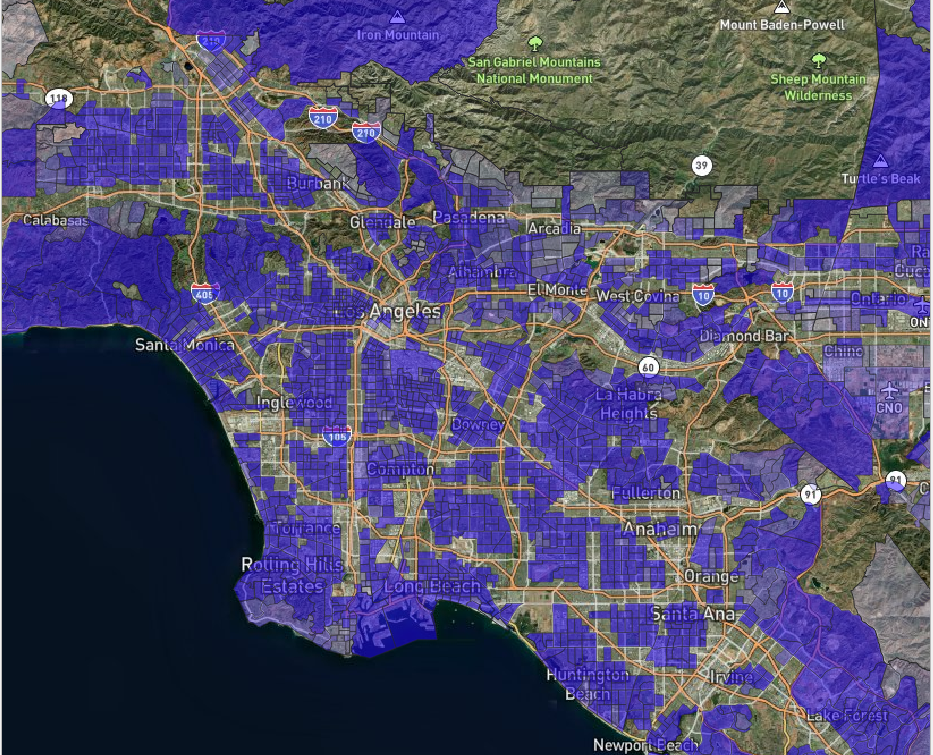 Mount Baden-Powell
Iron Mountain
210
San Gabriel Mountains
National Monument
Sheep Mountain
Wilderness
118
210
210
39
Turtle's Beak
Burbank
Calabasas
Glendale
Pasadena
Arcadia
Alhambra
El Monte
West Covina
405
10
10
Ontario
Los Angeles
Diamond Bar
Santa Monica
Chino
60
La Habra
Heights
CNO
Inglewood
Downey
105
Compton
91
91
Fullerton
Torrance
Anaheim
Rolling Hills
Estates
Long Beach
Orange
Santa Ana
Huntington
Beach
Irvine
Lake Forest
Newport Beach